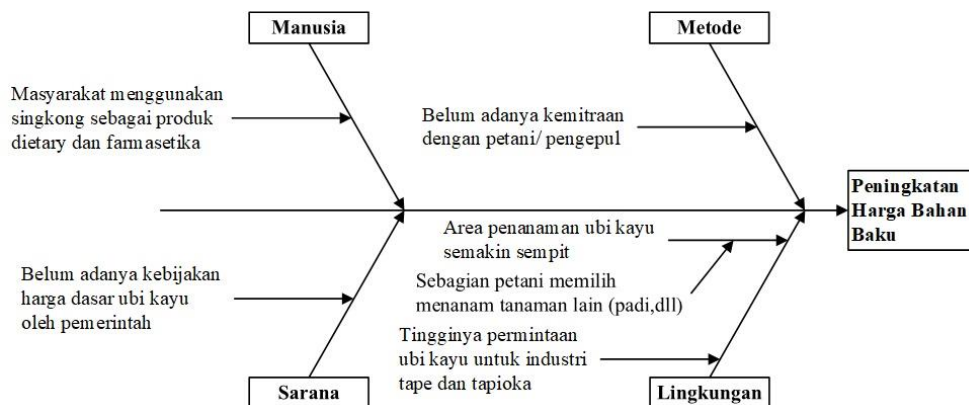 Manusia
Metode
Masyarakat menggunakan
singkong sebagai produk
dietary dan farmasetika
Belum adanya kemitraan
dengan petani/ pengepul
Peningkatan
Harga Bahan
Baku
Area penanaman ubi kayu
semakin sempit
Belum adanya kebijakan
harga dasar ubi kayu
oleh pemerintah
Sebagian petani memilih
menanam tanaman lain (padi,dll)
Tingginya permintaan
ubi kayu untuk industri
tape dan tapioka
Sarana
Lingkungan